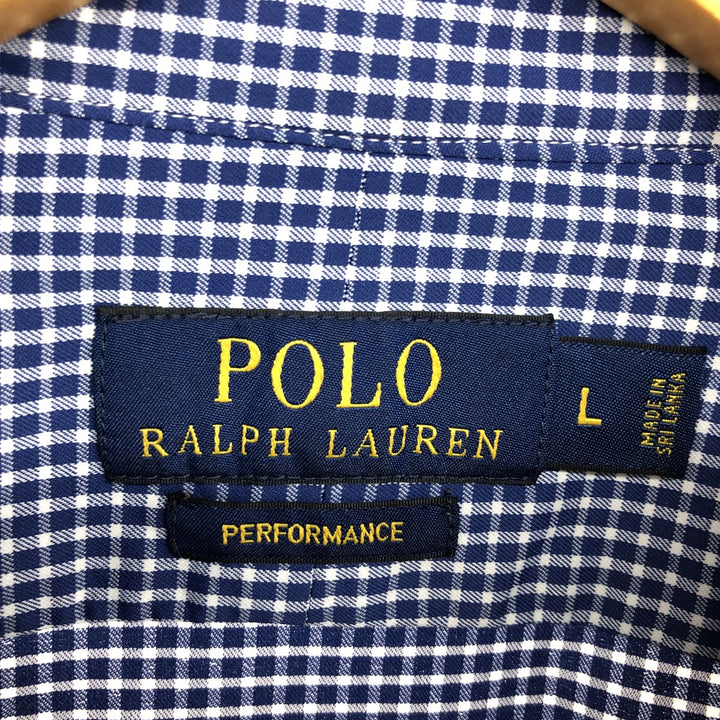 POLO
RALPH LAUREN
L
MADE IN
SRI LANKA
PERFORMANCE